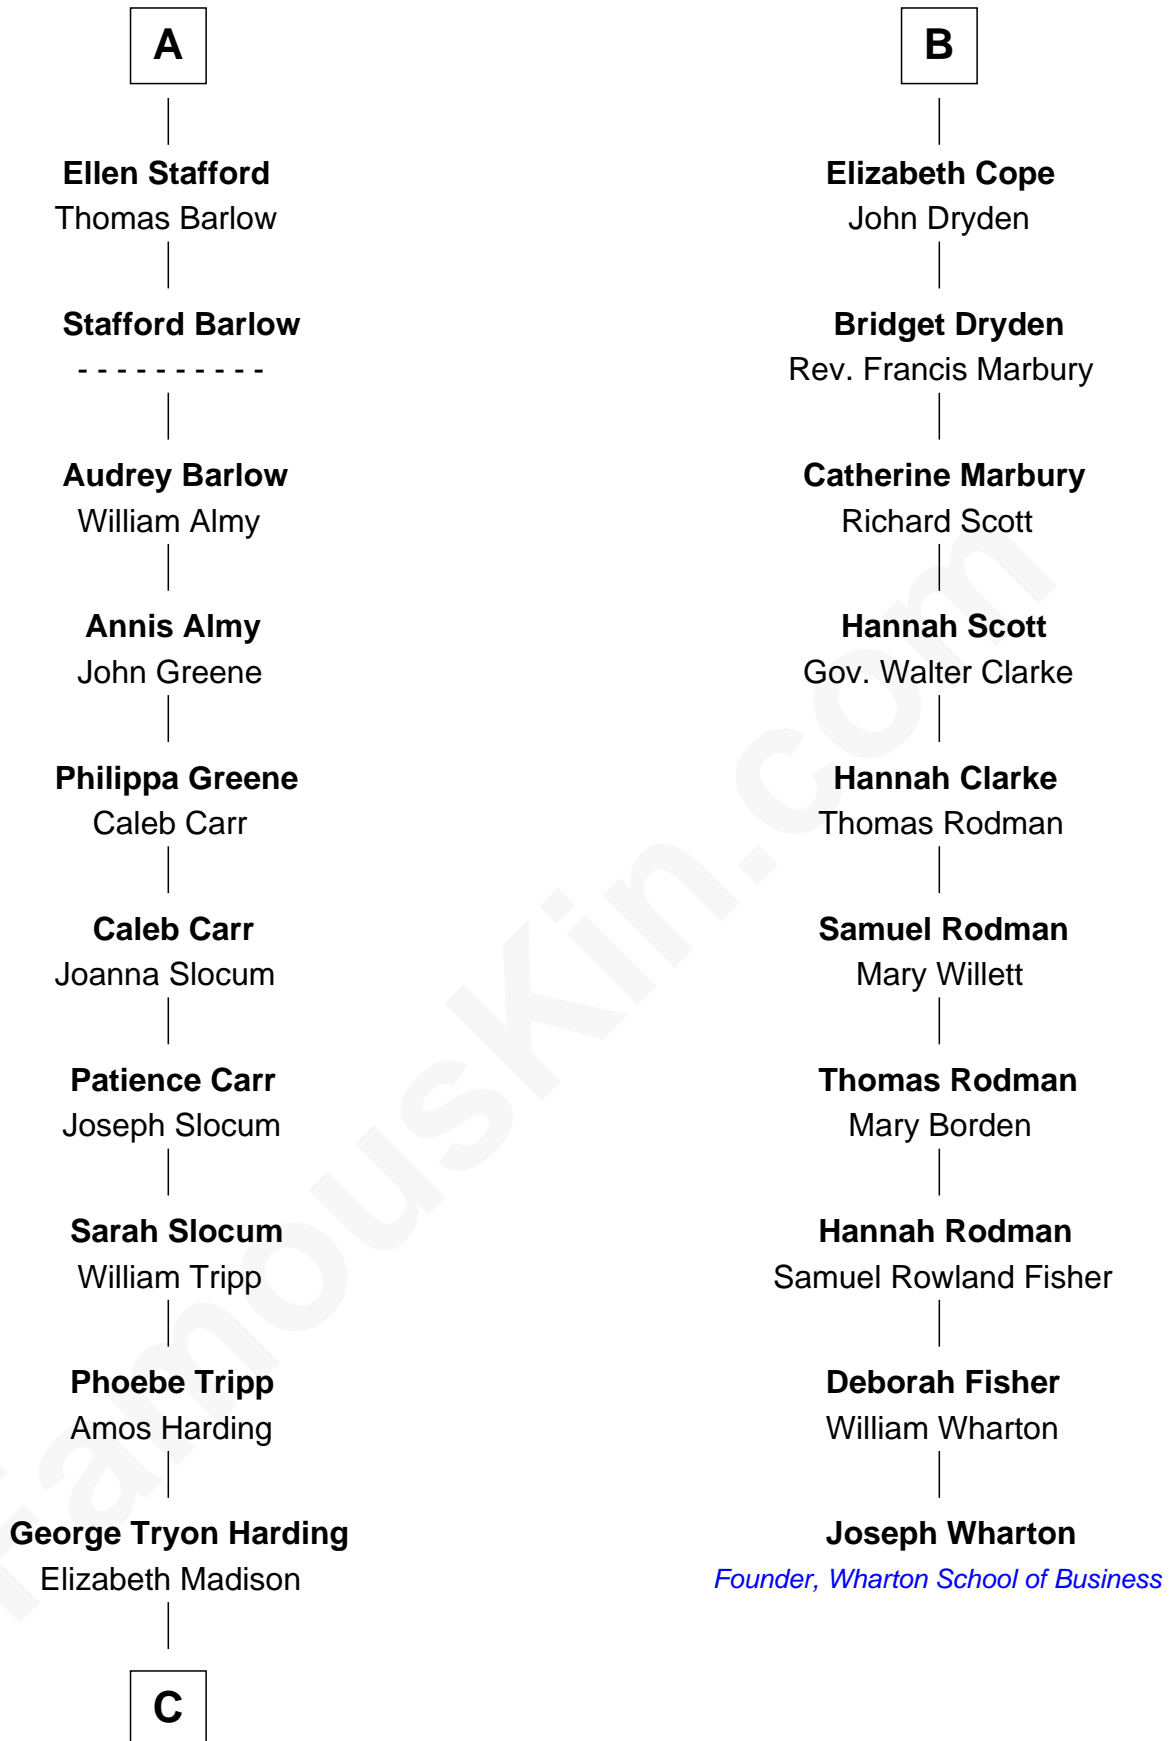 A
Ellen Stafford
Thomas Barlow
Stafford Barlow
- - - - - - - - - -
Audrey Barlow
William Almy
Annis Almy
John Greene
Philippa Greene
Caleb Carr
Caleb Carr
Joanna Slocum
Patience Carr
Joseph Slocum
Sarah Slocum
William Tripp
Phoebe Tripp
Amos Harding
George Tryon Harding
Elizabeth Madison
C
B
Elizabeth Cope
John Dryden
Bridget Dryden
Rev. Francis Marbury
Catherine Marbury
Richard Scott
Hannah Scott
Gov. Walter Clarke
Hannah Clarke
Thomas Rodman
Samuel Rodman
Mary Willett
Thomas Rodman
Mary Borden
Hannah Rodman
Samuel Rowland Fisher
Deborah Fisher
William Wharton
Joseph Wharton
Founder, Wharton School of Business
FamousKin.com